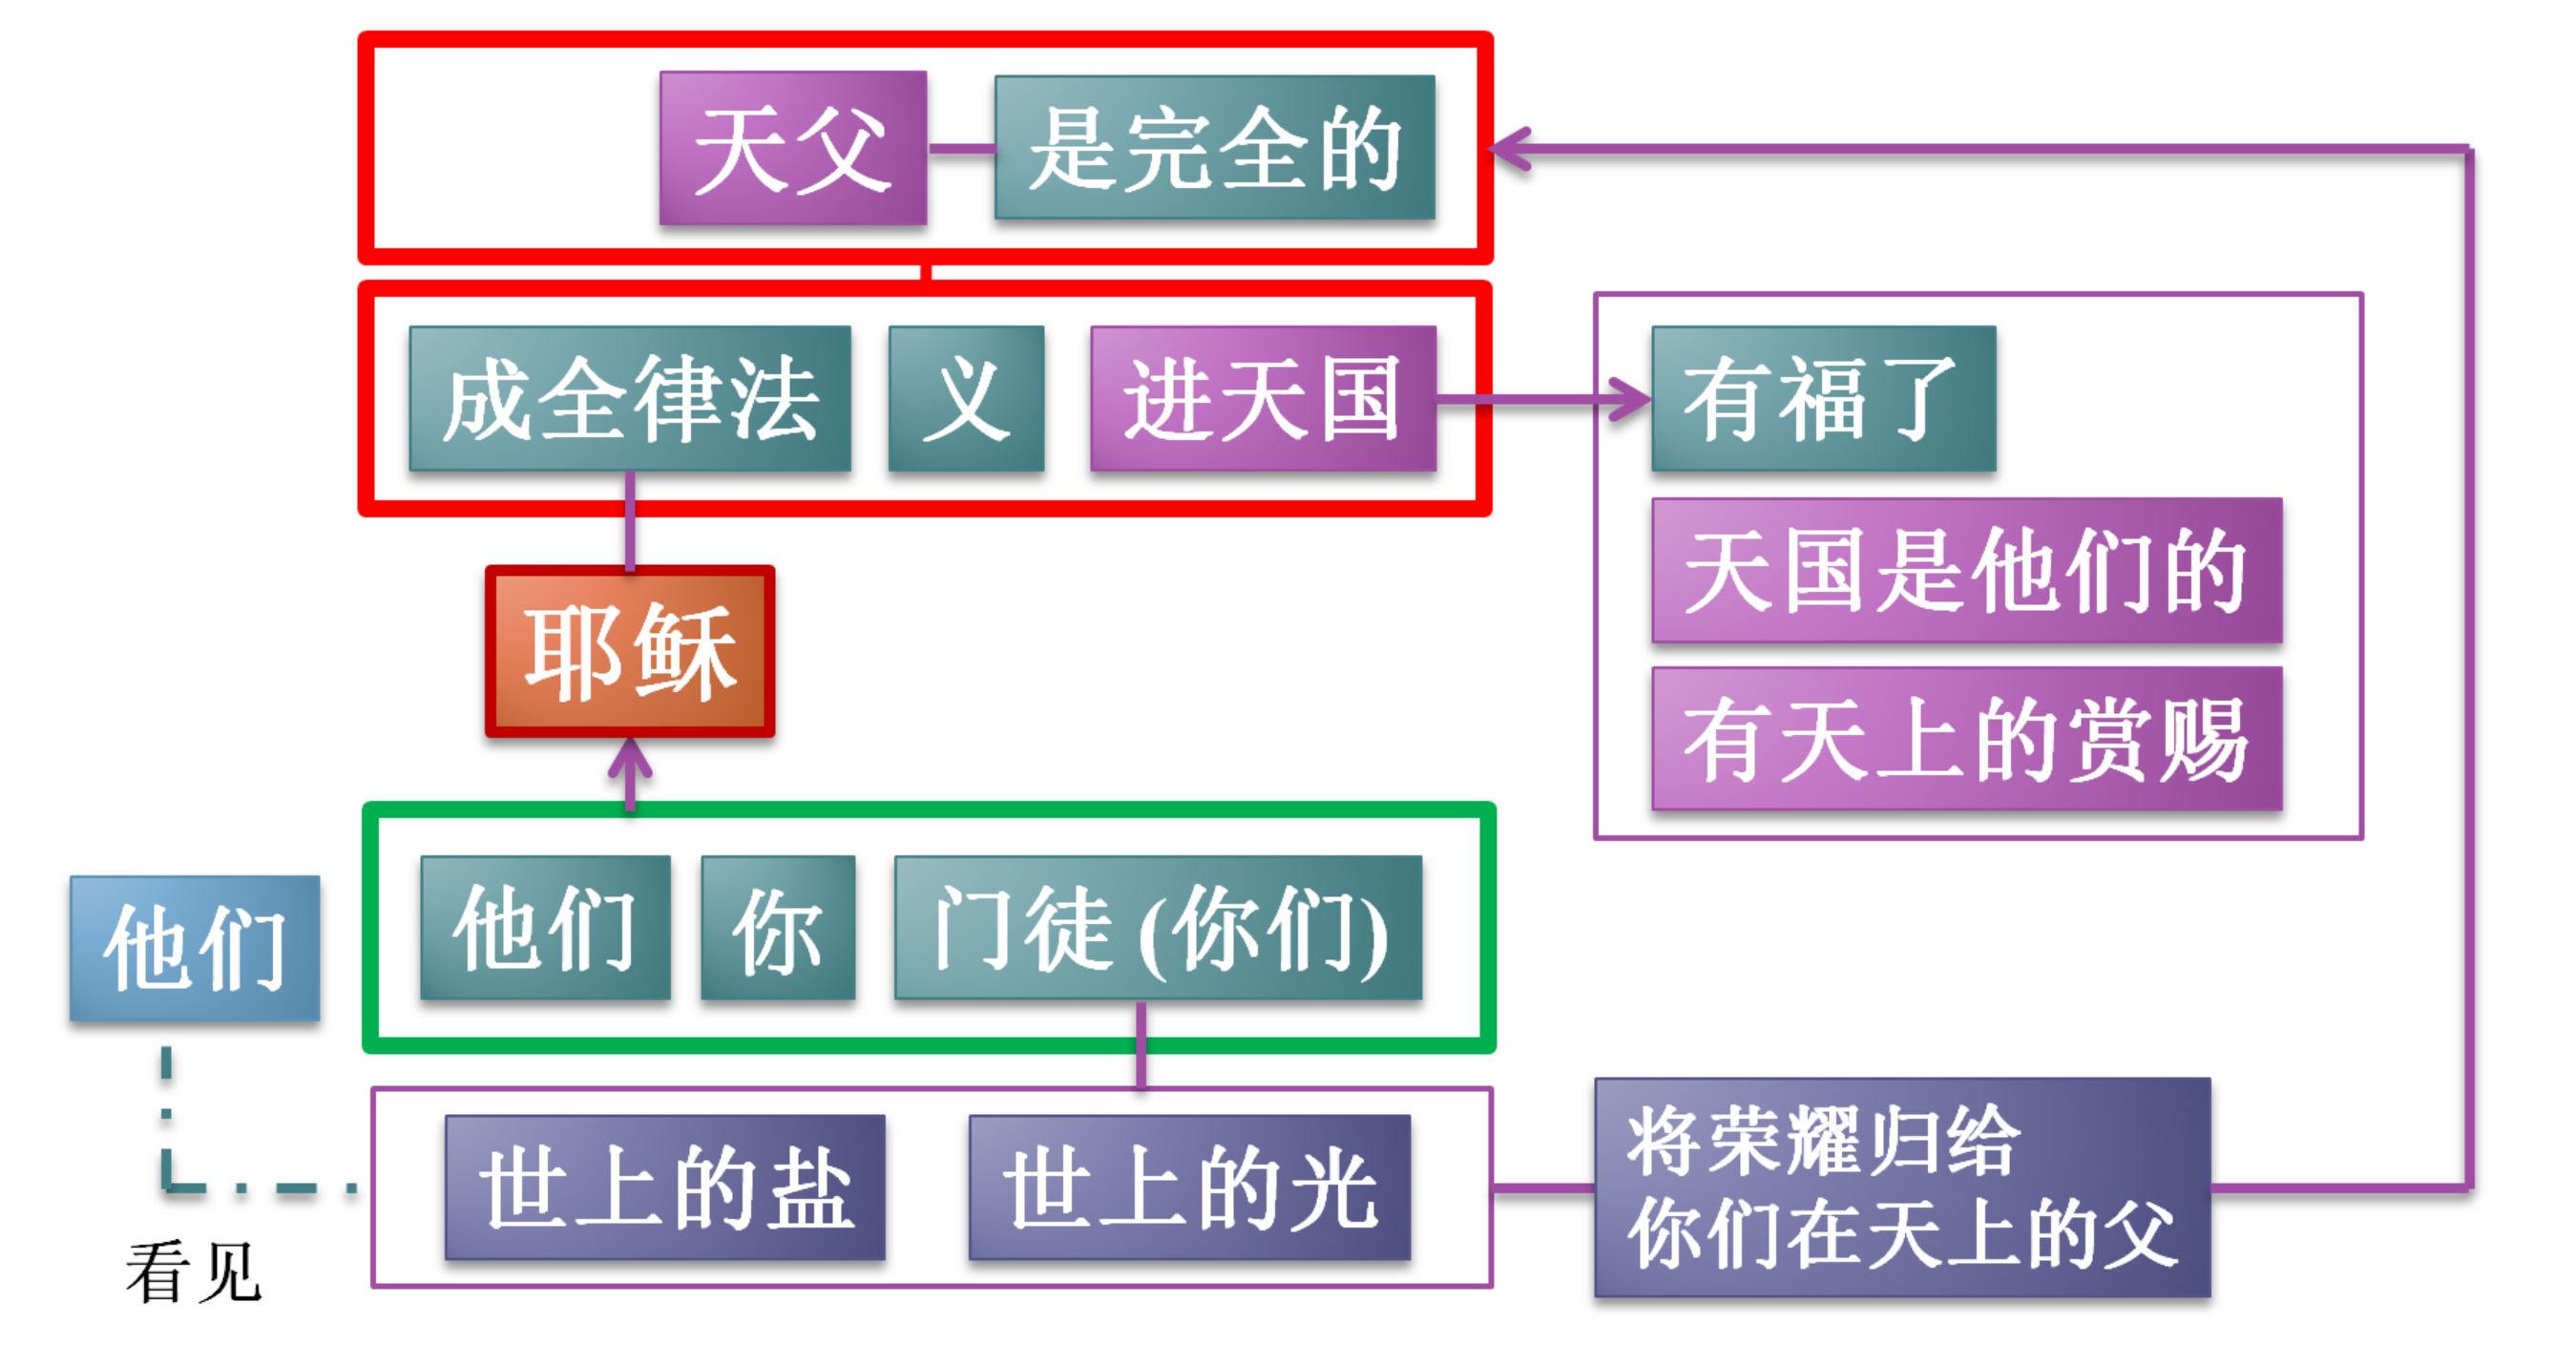 天父
是完全的
成全律法
义
进天国
有福了
天国是他们的
有天上的赏赐
耶稣
他们
他们
你
门徒(你们)
世上的盐
世上的光
将荣耀归给
你们在天上的父
看见